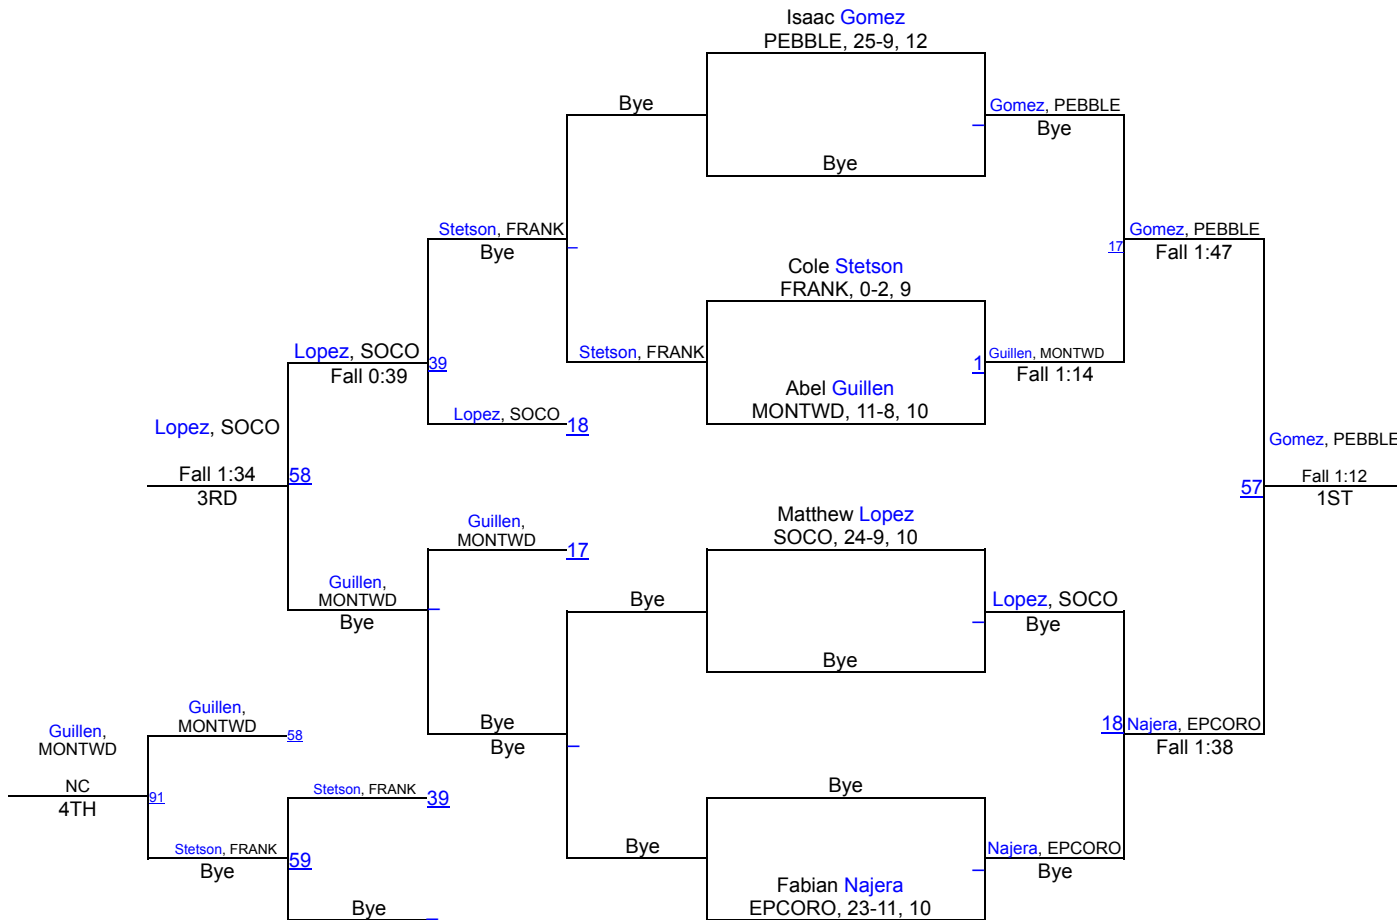 Isaac Gomez
PEBBLE, 25-9, 12
Bye
Gomez, PEBBLE
Bye
Bye
Stetson, FRANK
Bye
Gomez, PEBBLE
17
Fall 1:47
Cole Stetson
FRANK, 0-2, 9
Lopez, SOCO
39
Fall 0:39
Stetson, FRANK
1
Guillen, MONTWD
Fall 1:14
Abel Guillen
MONTWD, 11-8, 10
Lopez, SOCO
18
Lopez, SOCO
Fall 1:34
58
3RD
Gomez, PEBBLE
57
Fall 1:12
1ST
Matthew Lopez
SOCO, 24-9, 10
Guillen,
MONTWD
17
Guillen,
MONTWD
Bye
Bye
Lopez, SOCO
Bye
Bye
Guillen,
MONTWD
58
Bye
Bye
18
Najera, EPCORO
Fall 1:38
Guillen,
MONTWD
NC
91
4TH
Stetson, FRANK
39
Bye
Stetson, FRANK
59
Bye
Bye
Najera, EPCORO
Bye
Fabian Najera
EPCORO, 23-11, 10
Bye